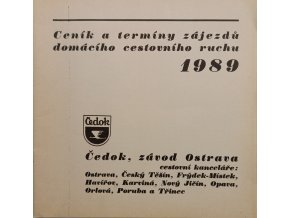 Ceník a termíny zájezdů
domácího cestovního ruchu
1989
Čedok
Čedok, závod Ostrava
cestovní kanceláře:
Ostrava, Český Těšín, Frýdek-Místek,
Havířov, Karviná, Nový Jičín, Opava,
Orlová, Poruba a Třinec